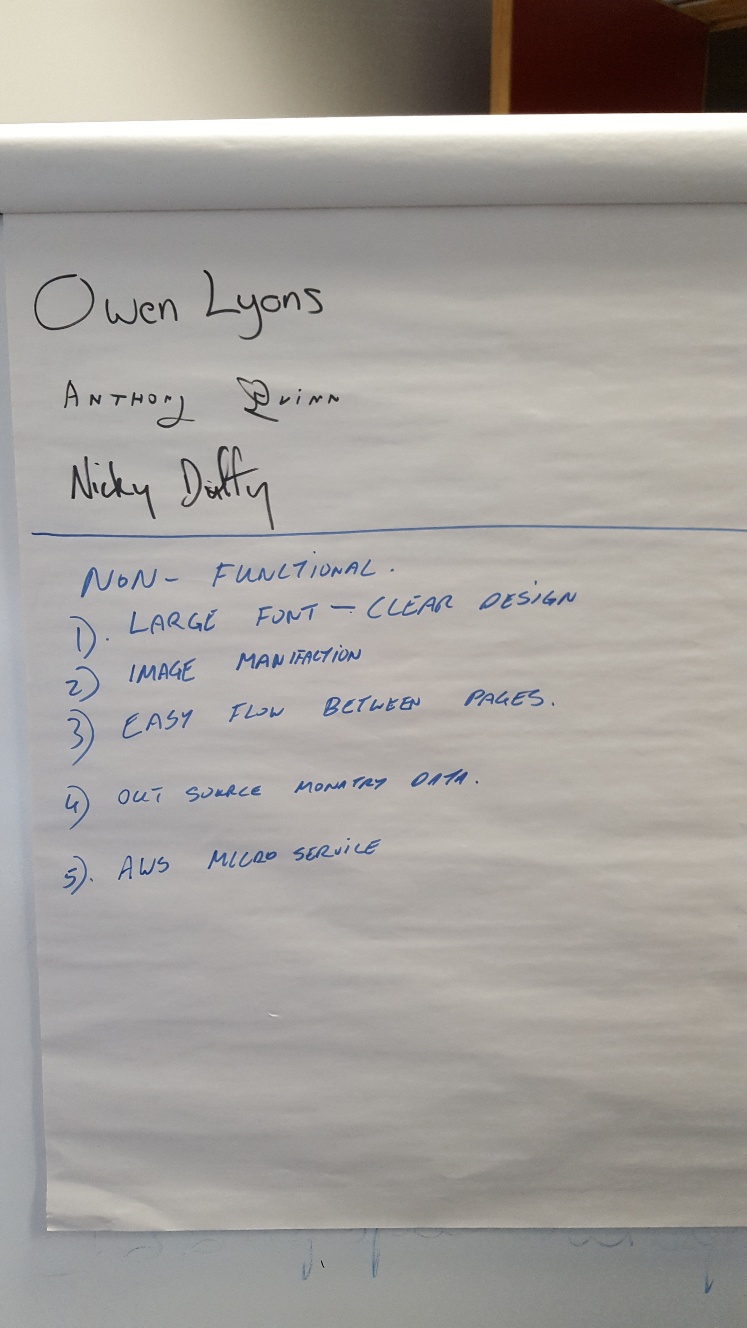 Owen Lyons
ANTHONY QUINN
Nicky Duffy
NON- FUNCTIONAL.
1). LARGE FONT - CLEAR DESIGN
2) IMAGE MANIFACTION
3) EASY FLOW BETWEEN PAGES.
4) OUT SOURCE MONATRY DATA.
5). AWS MICRO SERVICE